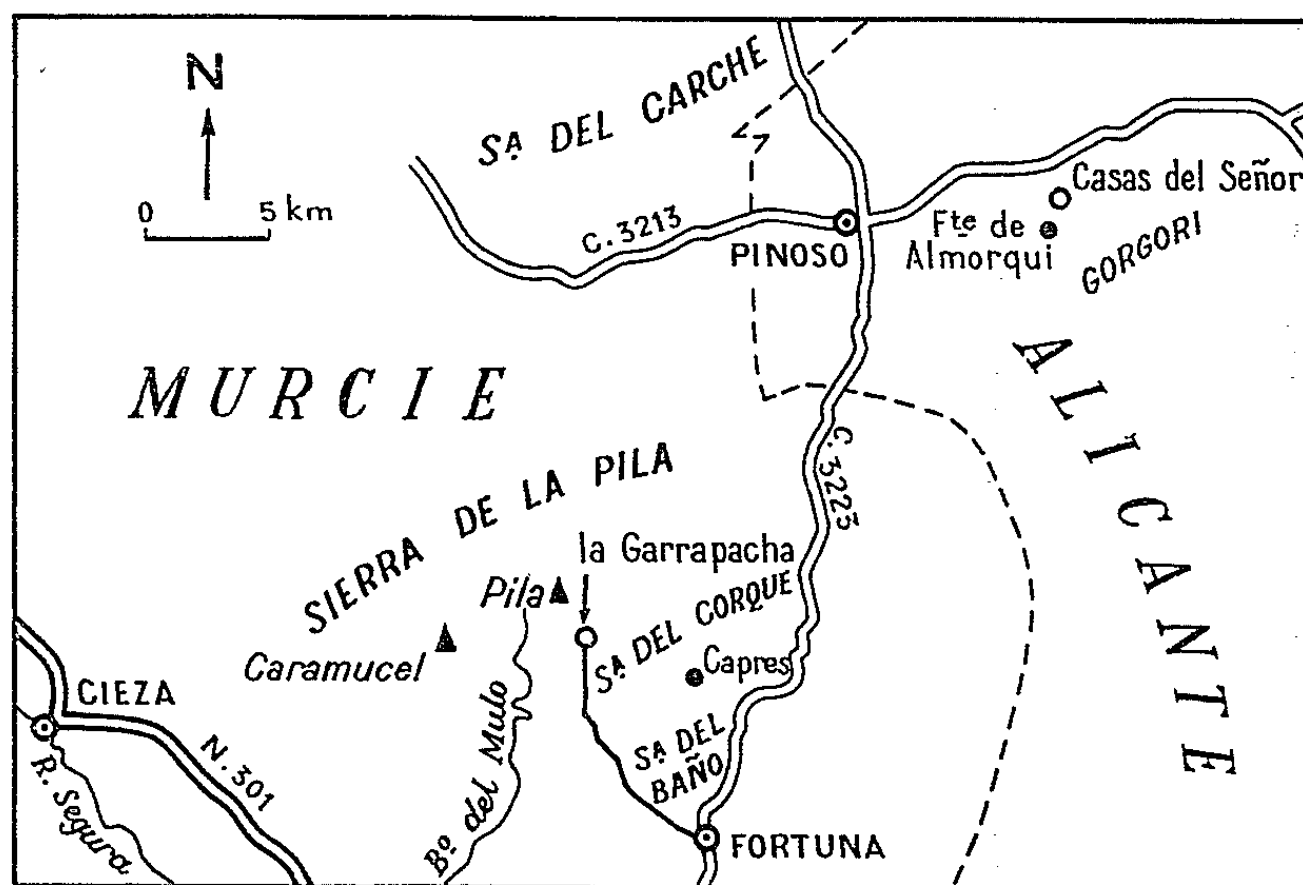 N
0 5 km
Sᴬ DEL CARCHE
C. 3213
PINOSO
Casas del Señor
Fᵗᵉ de
Almorqui
GORGORI
MURCIE
ALICANTE
C. 3223
SIERRA DE LA PILA
la Garrapacha
Pila
Caramucel
Sᴬ DEL CORQUE
Capres
CIEZA
N. 301
R. Segura
Bº del Mulo
Sᴬ DEL
BAÑO
FORTUNA